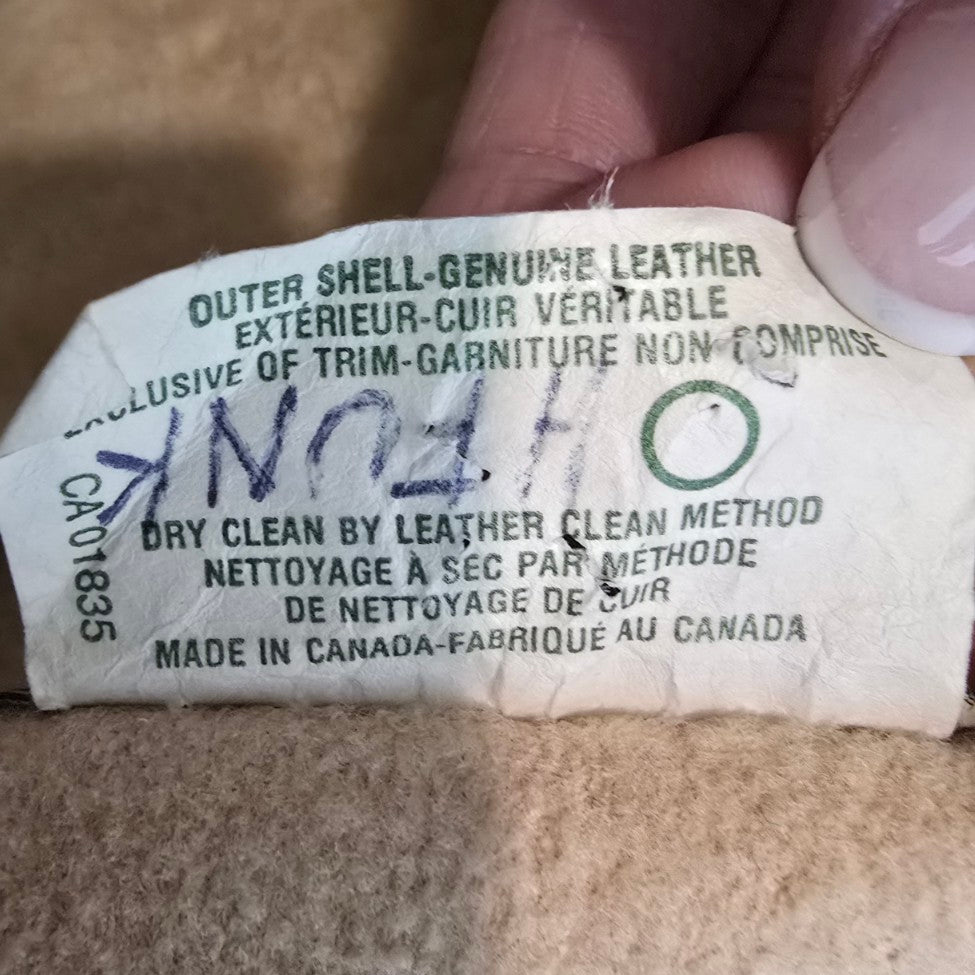 OUTER SHELL-GENUINE LEATHER
EXTÉRIEUR-CUIR VÉRITABLE
EXCLUSIVE OF TRIM-GARNITURE NON COMPRISE
H FUNK
DRY CLEAN BY LEATHER CLEAN METHOD
NETTOYAGE À SEC PAR MÉTHODE
DE NETTOYAGE DE CUIR
MADE IN CANADA-FABRIQUÉ AU CANADA
CA01835